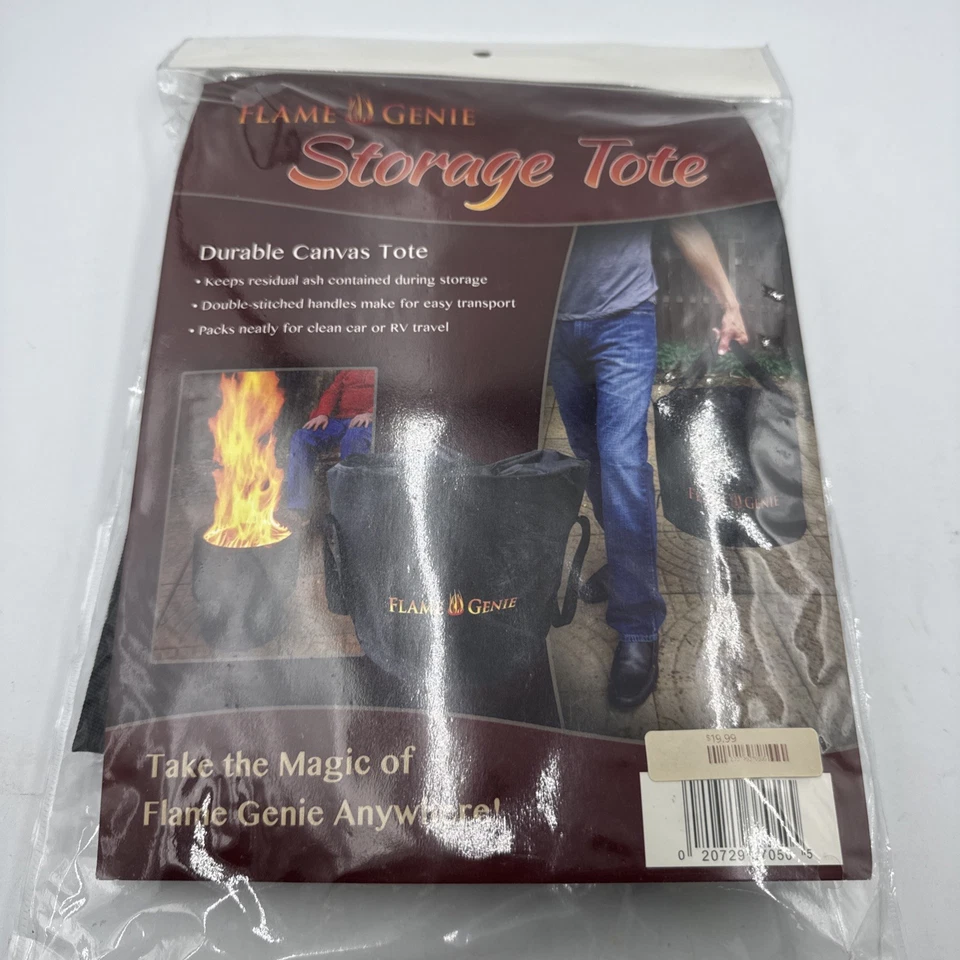 FLAME GENIE
Storage Tote
Durable Canvas Tote
• Keeps residual ash contained during storage
• Double-stitched handles make for easy transport
• Packs neatly for clean car or RV travel
FLAME GENIE
FLAME GENIE
Take the Magic of
Flame Genie Anywhere!
$19.99
0 20729